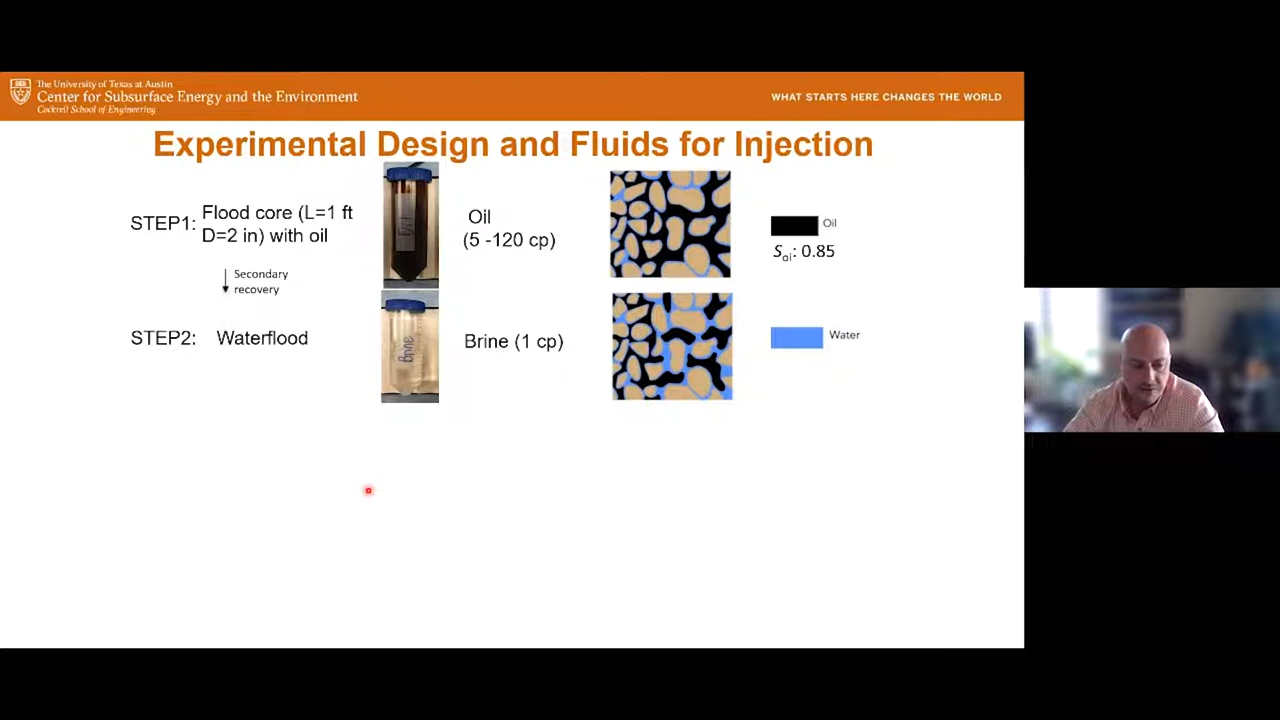 The University of Texas at Austin
Center for Subsurface Energy and the Environment
Cockrell School of Engineering
WHAT STARTS HERE CHANGES THE WORLD
Experimental Design and Fluids for Injection
STEP1:
Flood core (L=1 ft
D=2 in) with oil
Oil
(5 -120 cp)
Oil
Soi: 0.85
Secondary
recovery
STEP2:
Waterflood
Brine
Brine (1 cp)
Water